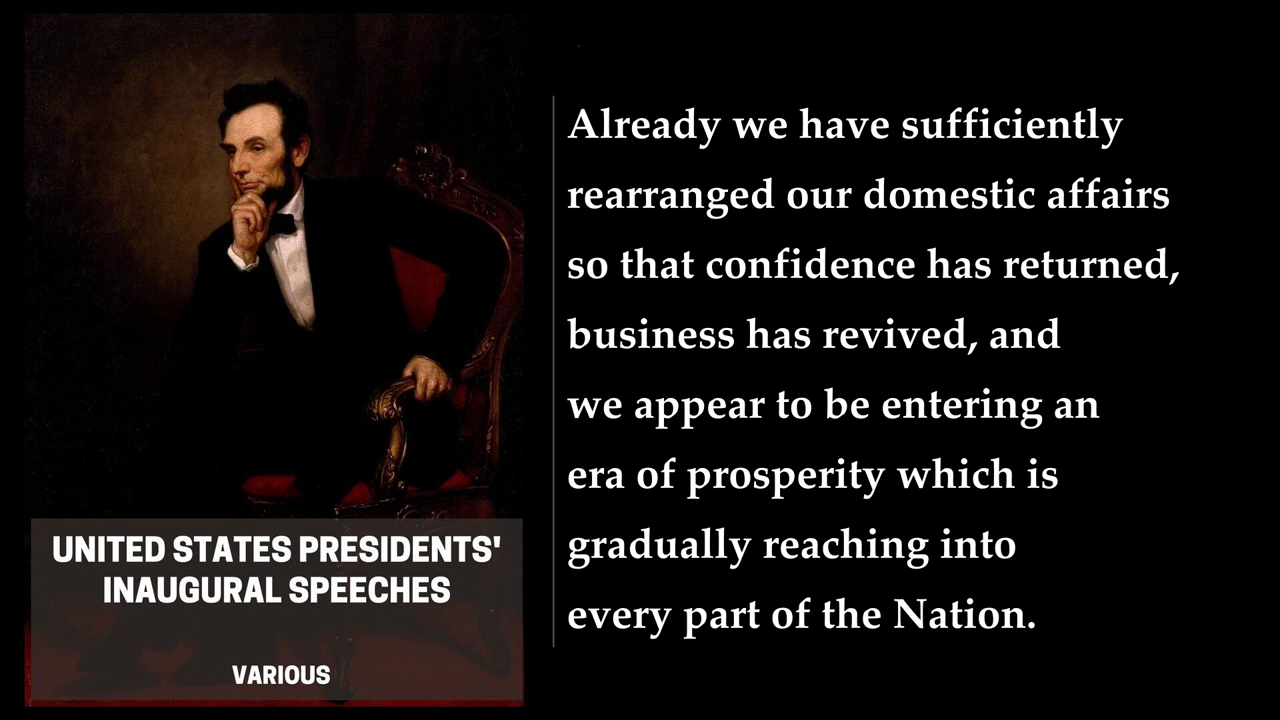 Already we have sufficiently
rearranged our domestic affairs
so that confidence has returned,
business has revived, and
we appear to be entering an
era of prosperity which is
gradually reaching into
every part of the Nation.
UNITED STATES PRESIDENTS'
INAUGURAL SPEECHES
VARIOUS